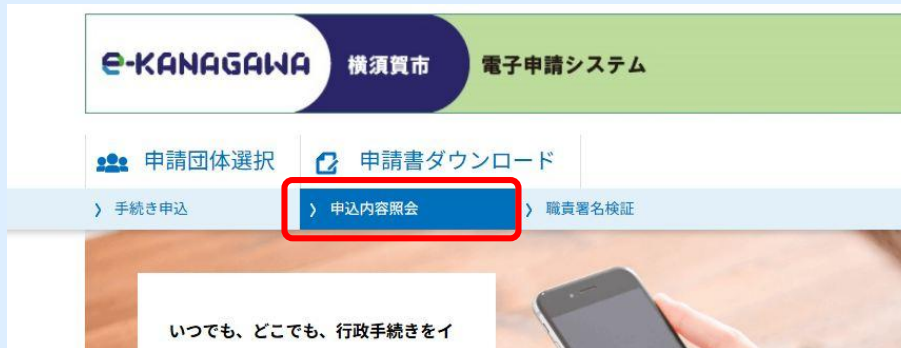 e-KANAGAWA 横須賀市 電子申請システム
申請団体選択 申請書ダウンロード
手続き申込 申込内容照会 職責署名検証
いつでも、どこでも、行政手続きをイ